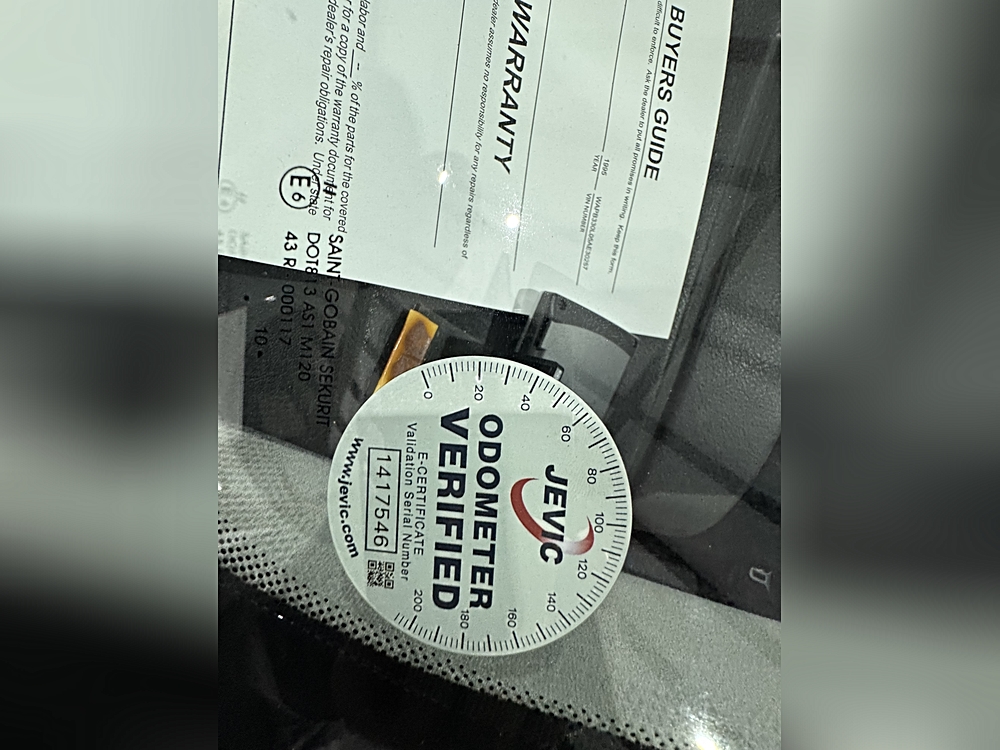 BUYERS GUIDE
difficult to enforce. Ask the dealer to put all promises in writing. Keep this form.
1995
YEAR
VIN NUMBER
WARRANTY
dealer assumes no responsibility for any repairs regardless of
labor and -- % of the parts for the covered
for a copy of the warranty document for
dealer's repair obligations. Under state
E6
SAINT-GOBAIN SEKURIT
DOT813 AS1 M120
43 R - 000117
10
0 20 40 60 80 100 120 140 160 180 200
JEVIC
ODOMETER
VERIFIED
E-CERTIFICATE
Validation Serial Number
1417546
www.jevic.com